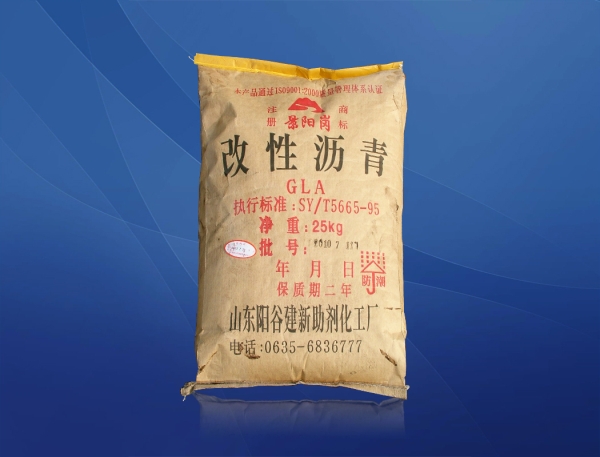 本产品通过ISO9001:2000质量管理体系认证
注册 商标
景阳岗
改性沥青
GLA
执行标准:SY/T5665-95
净重:25kg
批号:
年 月 日
防潮
保质期二年
山东阳谷建新助剂化工厂
电话:0635-6836777